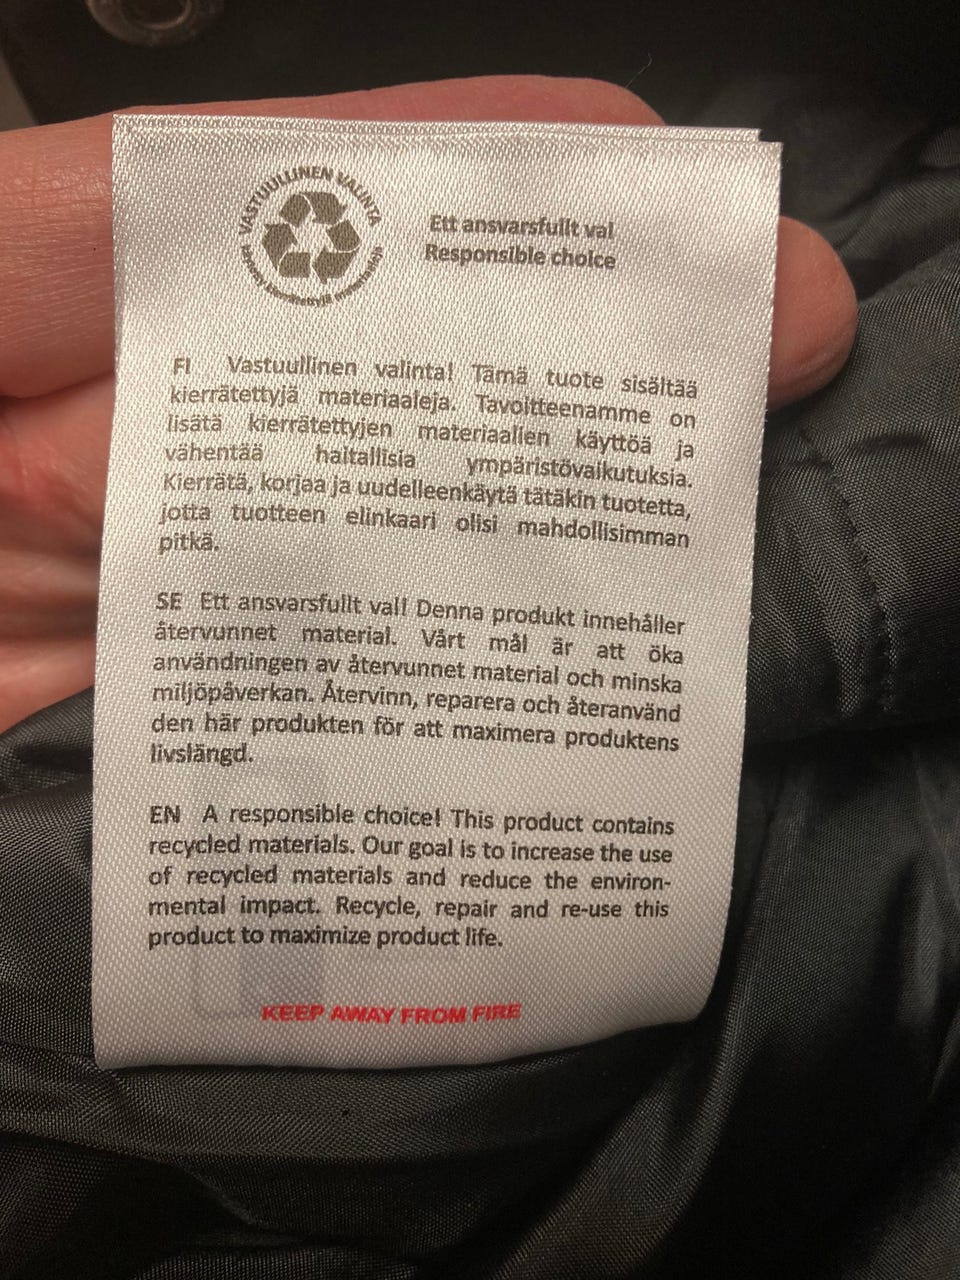 VASTUULLINEN VALINTA
kierrätettyjä materiaaleja
Ett ansvarsfullt val
Responsible choice
FI Vastuullinen valinta! Tämä tuote sisältää
kierrätettyjä materiaaleja. Tavoitteenamme on
lisätä kierrätettyjen materiaalien käyttöä ja
vähentää haitallisia ympäristövaikutuksia.
Kierrätä, korjaa ja uudelleenkäytä tätäkin tuotetta,
jotta tuotteen elinkaari olisi mahdollisimman
pitkä.
SE Ett ansvarsfullt val! Denna produkt innehåller
återvunnet material. Vårt mål är att öka
användningen av återvunnet material och minska
miljöpåverkan. Återvinn, reparera och återanvänd
den här produkten för att maximera produktens
livslängd.
EN A responsible choice! This product contains
recycled materials. Our goal is to increase the use
of recycled materials and reduce the environ-
mental impact. Recycle, repair and re-use this
product to maximize product life.
KEEP AWAY FROM FIRE